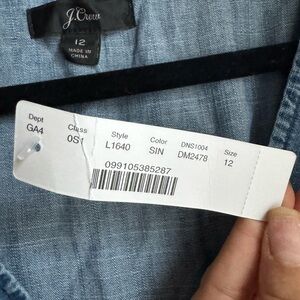 J.Crew
12
MADE IN
CHINA
Dept Class Style Color DNS1004 Size
GA4 0S1 L1640 SIN DM2478 12
099105385287